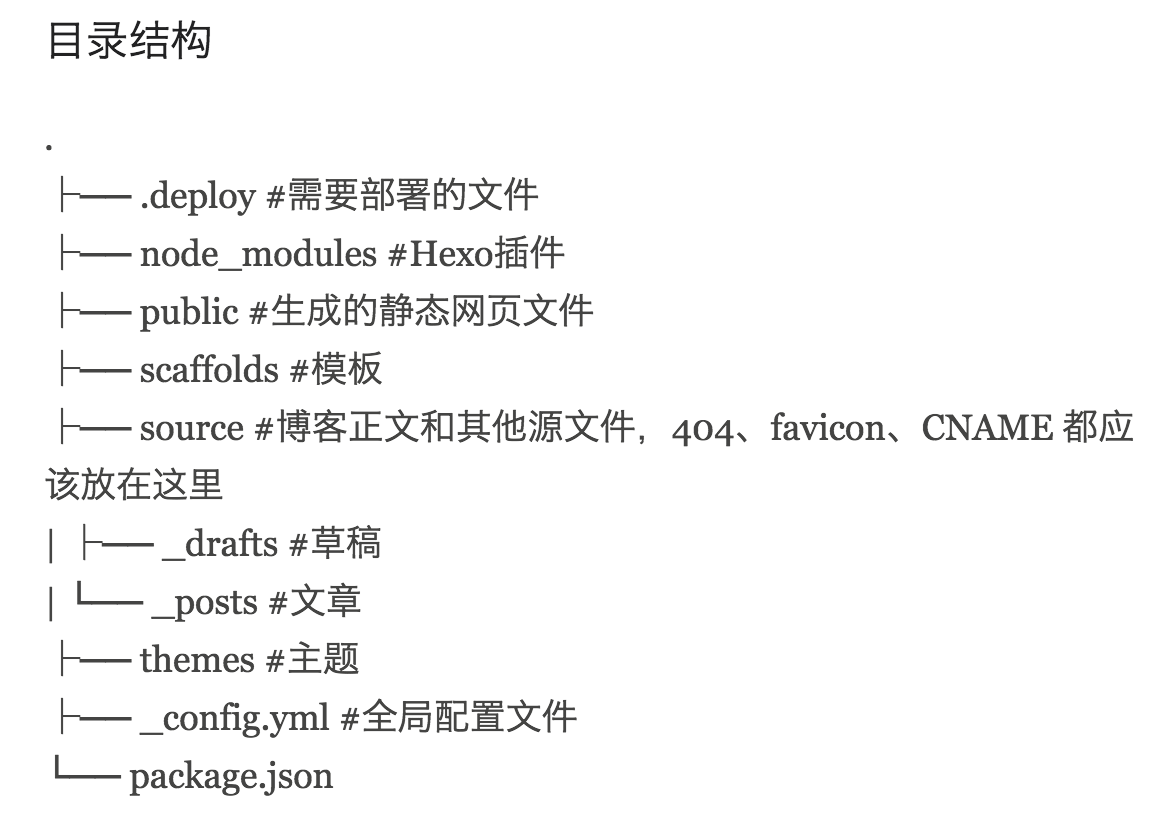 目录结构
.
├── .deploy #需要部署的文件
├── node_modules #Hexo插件
├── public #生成的静态网页文件
├── scaffolds #模板
├── source #博客正文和其他源文件，404、favicon、CNAME 都应
该放在这里
| ├── _drafts #草稿
| └── _posts #文章
├── themes #主题
├── _config.yml #全局配置文件
└── package.json